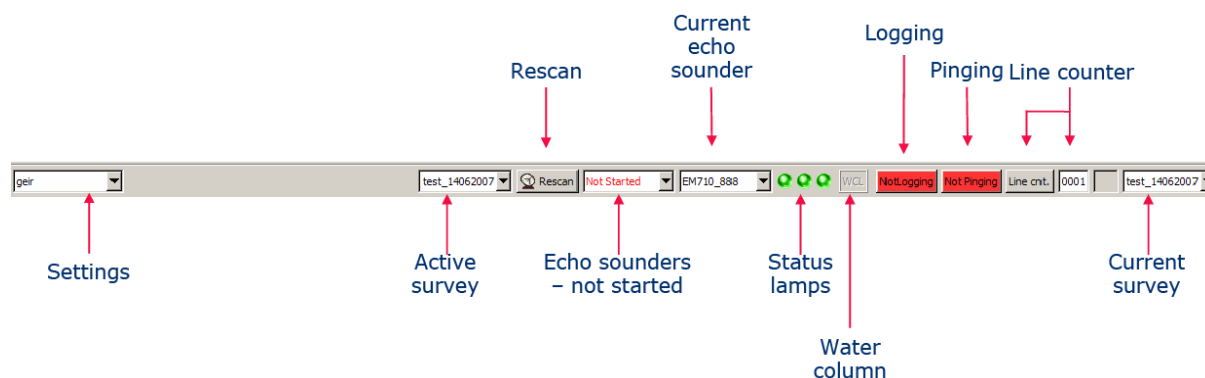 Current
echo
sounder
Logging
Rescan
Pinging
Line counter
geir
test_14062007
Rescan
Not Started
EM710_888
WCL
NotLogging
Not Pinging
Line cnt.
0001
test_14062007
Settings
Active
survey
Echo sounders
– not started
Status
lamps
Current
survey
Water
column